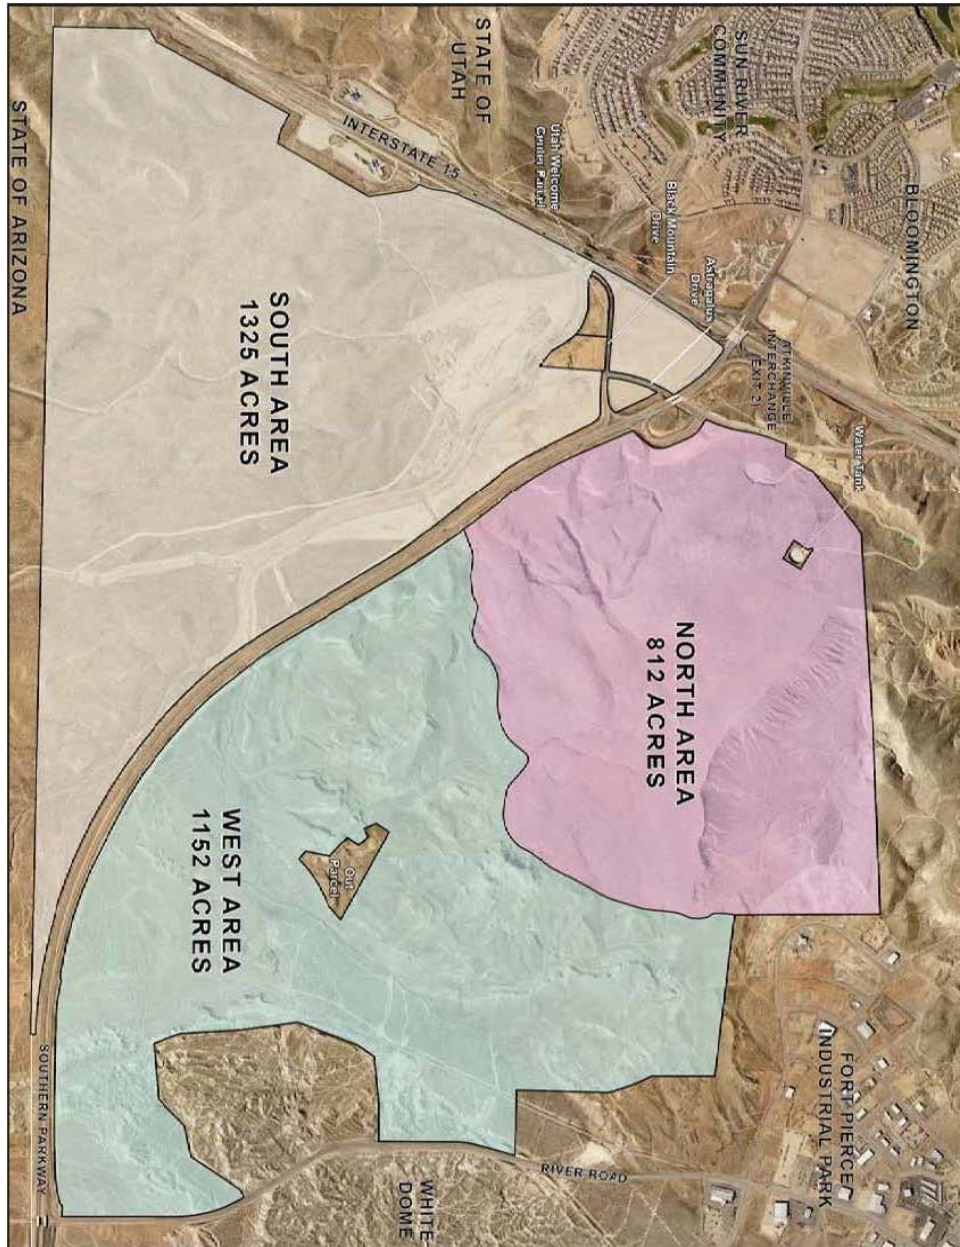 STATE OF
UTAH
SUN RIVER
COMMUNITY
BLOOMINGTON
INTERSTATE 15
Utah Welcome
Center Parcel
Black Mountain
Drive
Astragalus
Drive
ATKINVILLE
INTERCHANGE
(EXIT 2)
Water Tank
STATE OF ARIZONA
SOUTH AREA
1325 ACRES
NORTH AREA
812 ACRES
WEST AREA
1152 ACRES
Out
Parcel
FORT PIERCE
INDUSTRIAL PARK
RIVER ROAD
WHITE
DOME
SOUTHERN PARKWAY